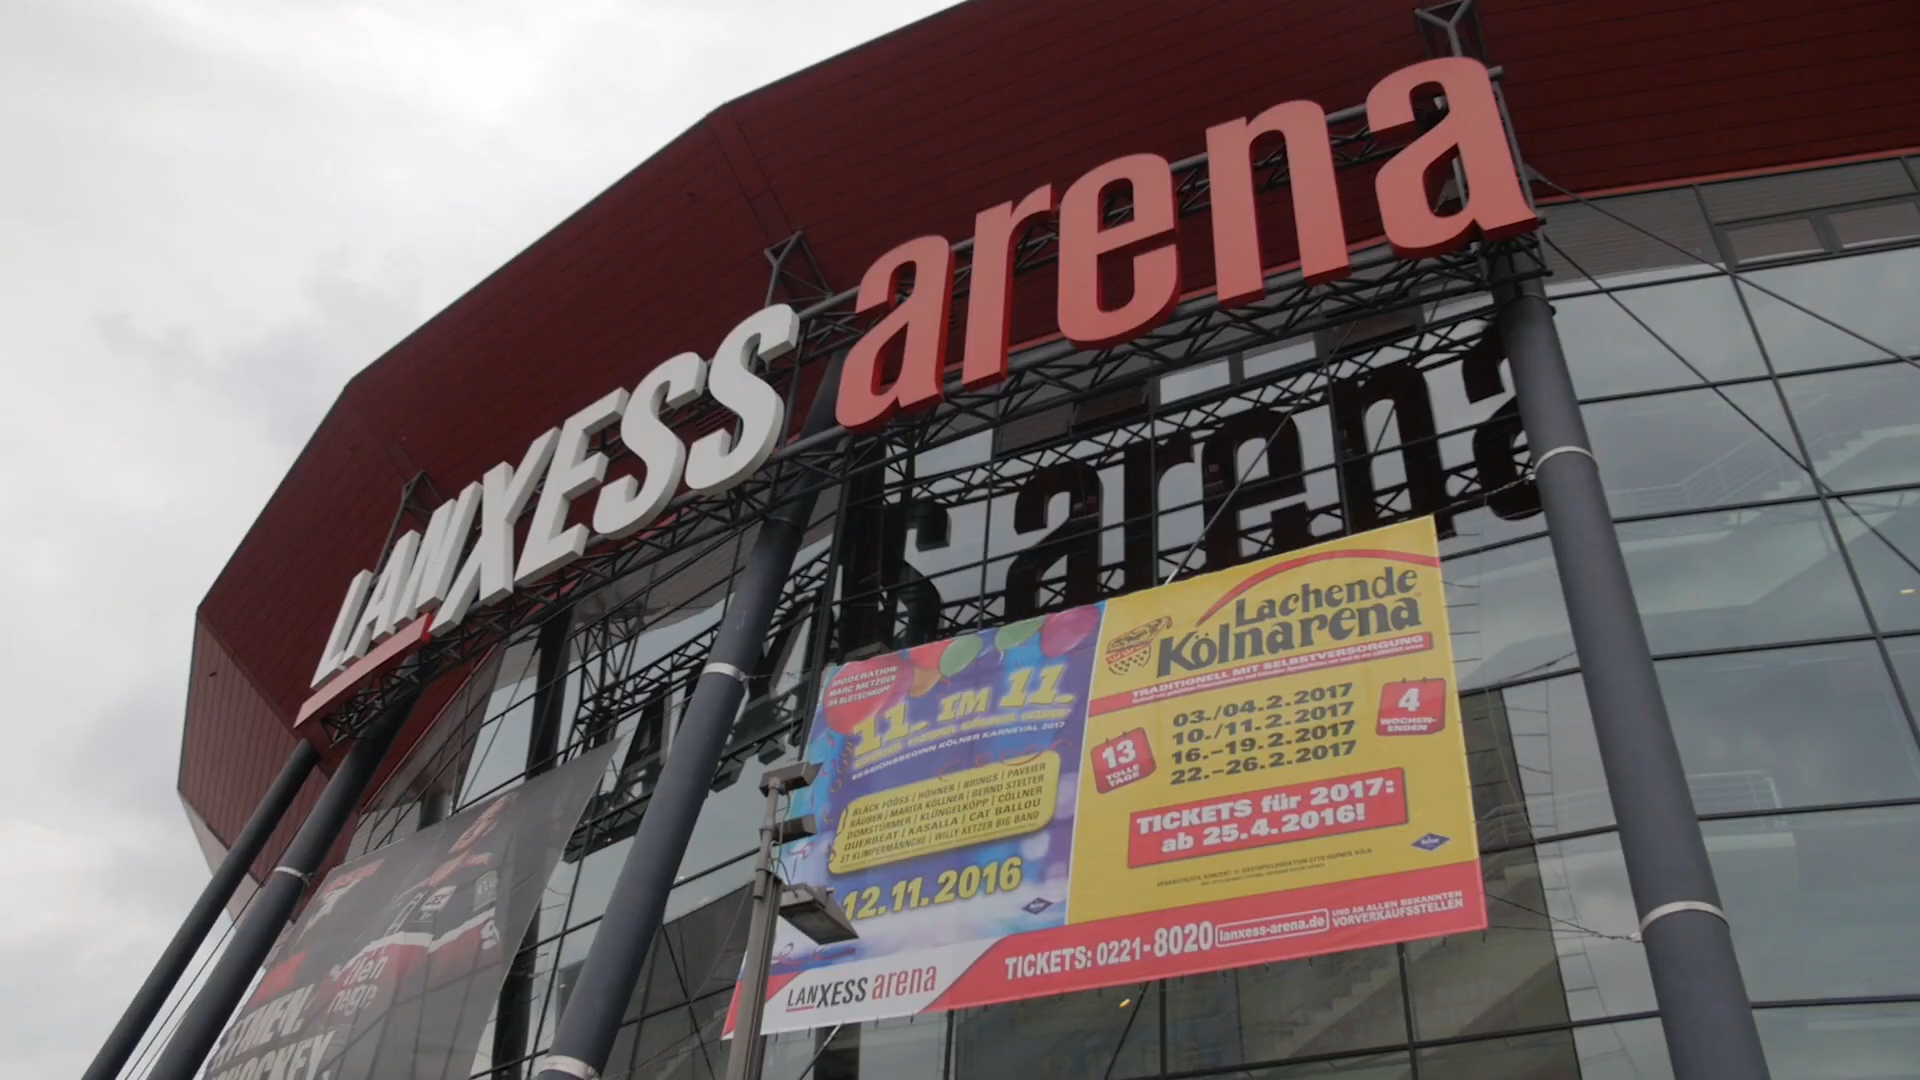 LANXESS arena
MODERATION
MARC METZGER
11. IM 11.
SESSIONSBEGINN KÖLNER KARNEVAL 2017
BLÄCK FÖÖSS | HÖHNER | BRINGS | PAVEIER
RÄUBER | MARITA KÖLLNER | BERND STELTER
DOMSTÜRMER | KLÜNGELKÖPP | CÖLLNER
QUERBEAT | KASALLA | CAT BALLOU
ET KLIMPERMÄNNCHE | WILLY KETZER BIG BAND
12.11.2016
Lachende
Kölnarena
TRADITIONELL MIT SELBSTVERSORGUNG
03./04.2.2017
10./11.2.2017
16.-19.2.2017
22.-26.2.2017
13
TOLLE
TAGE
4
WOCHEN-
ENDEN
TICKETS für 2017:
ab 25.4.2016!
LANXESS arena
TICKETS: 0221-8020
lanxess-arena.de
UND AN ALLEN BEKANNTEN
VORVERKAUFSSTELLEN